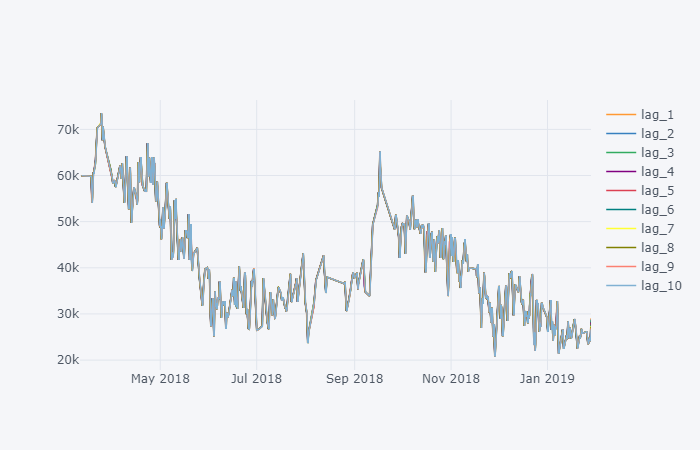 70k
60k
50k
40k
30k
20k
May 2018
Jul 2018
Sep 2018
Nov 2018
Jan 2019
lag_1
lag_2
lag_3
lag_4
lag_5
lag_6
lag_7
lag_8
lag_9
lag_10